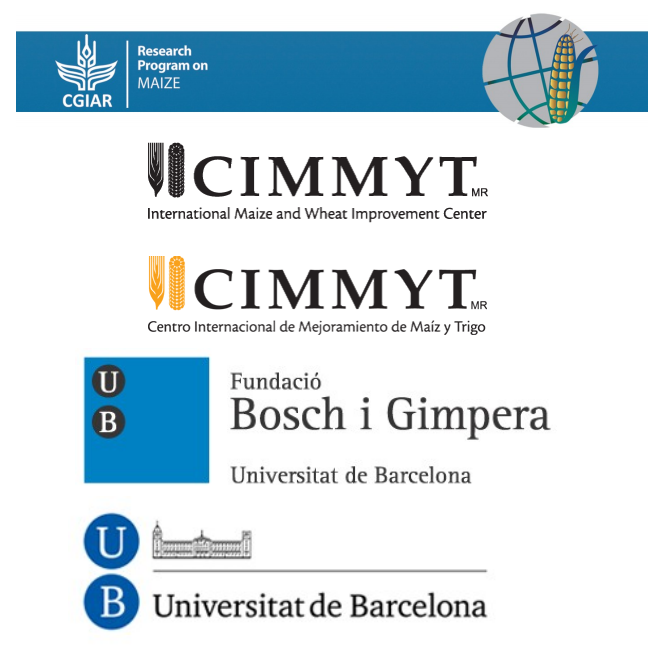 Research
Program on
MAIZE
CGIAR
CIMMYT MR
International Maize and Wheat Improvement Center
CIMMYT MR
Centro Internacional de Mejoramiento de Maíz y Trigo
U
B
Fundació
Bosch i Gimpera
Universitat de Barcelona
U
B
Universitat de Barcelona